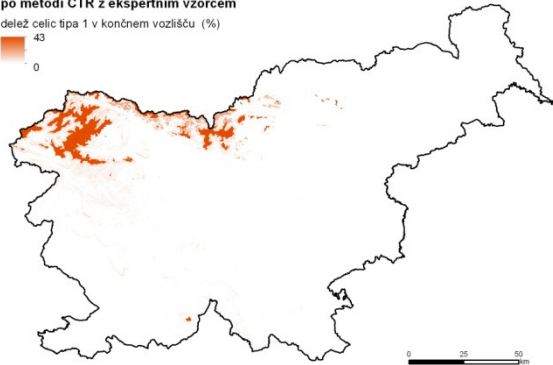 po metodi CTR z ekspertnim vzorcem
delež celic tipa 1 v končnem vozlišču (%)
43
0
0 25 50
km